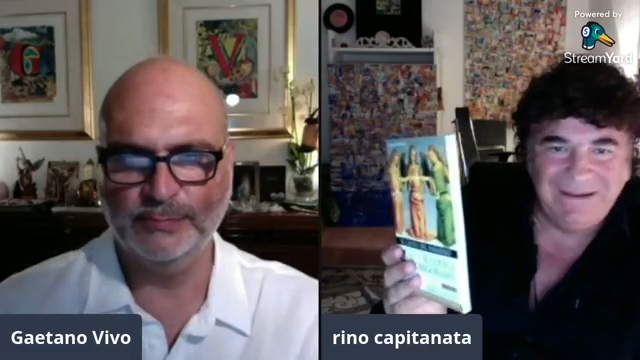 Powered by
StreamYard
G
V
Gaetano Vivo
rino capitanata